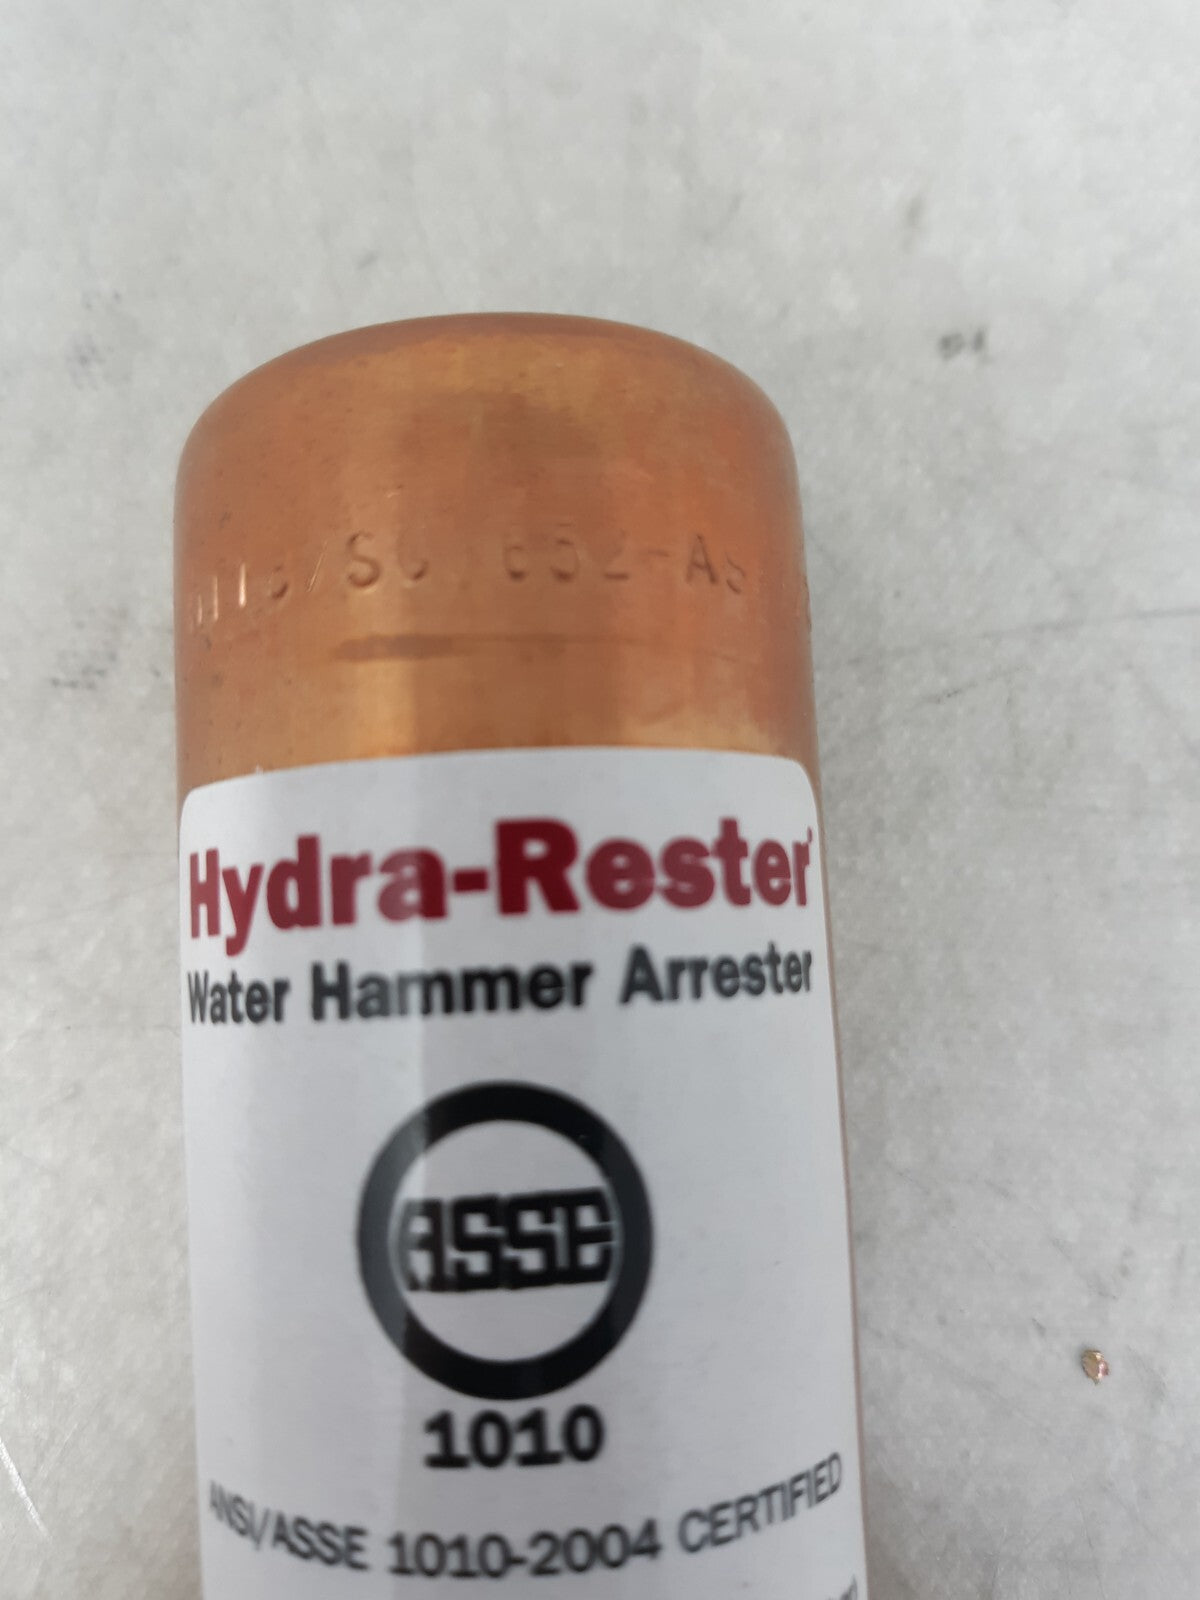 Hydra-Rester
Water Hammer Arrester
ASSE
1010
ANSI/ASSE 1010-2004 CERTIFIED